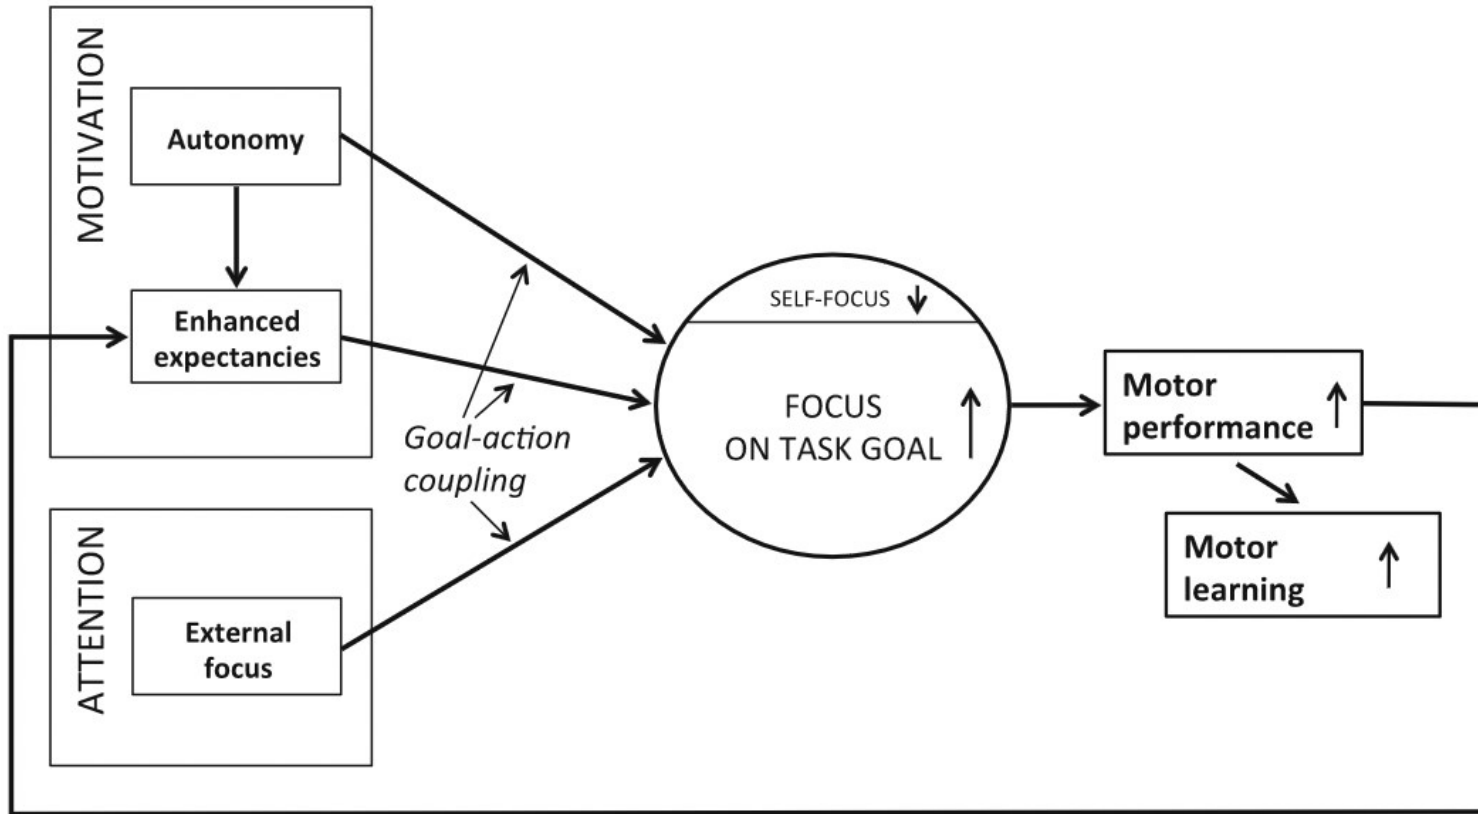 MOTIVATION
Autonomy
Enhanced
expectancies
Goal-action
coupling
ATTENTION
External
focus
SELF-FOCUS
FOCUS
ON TASK GOAL
Motor
performance
Motor
learning